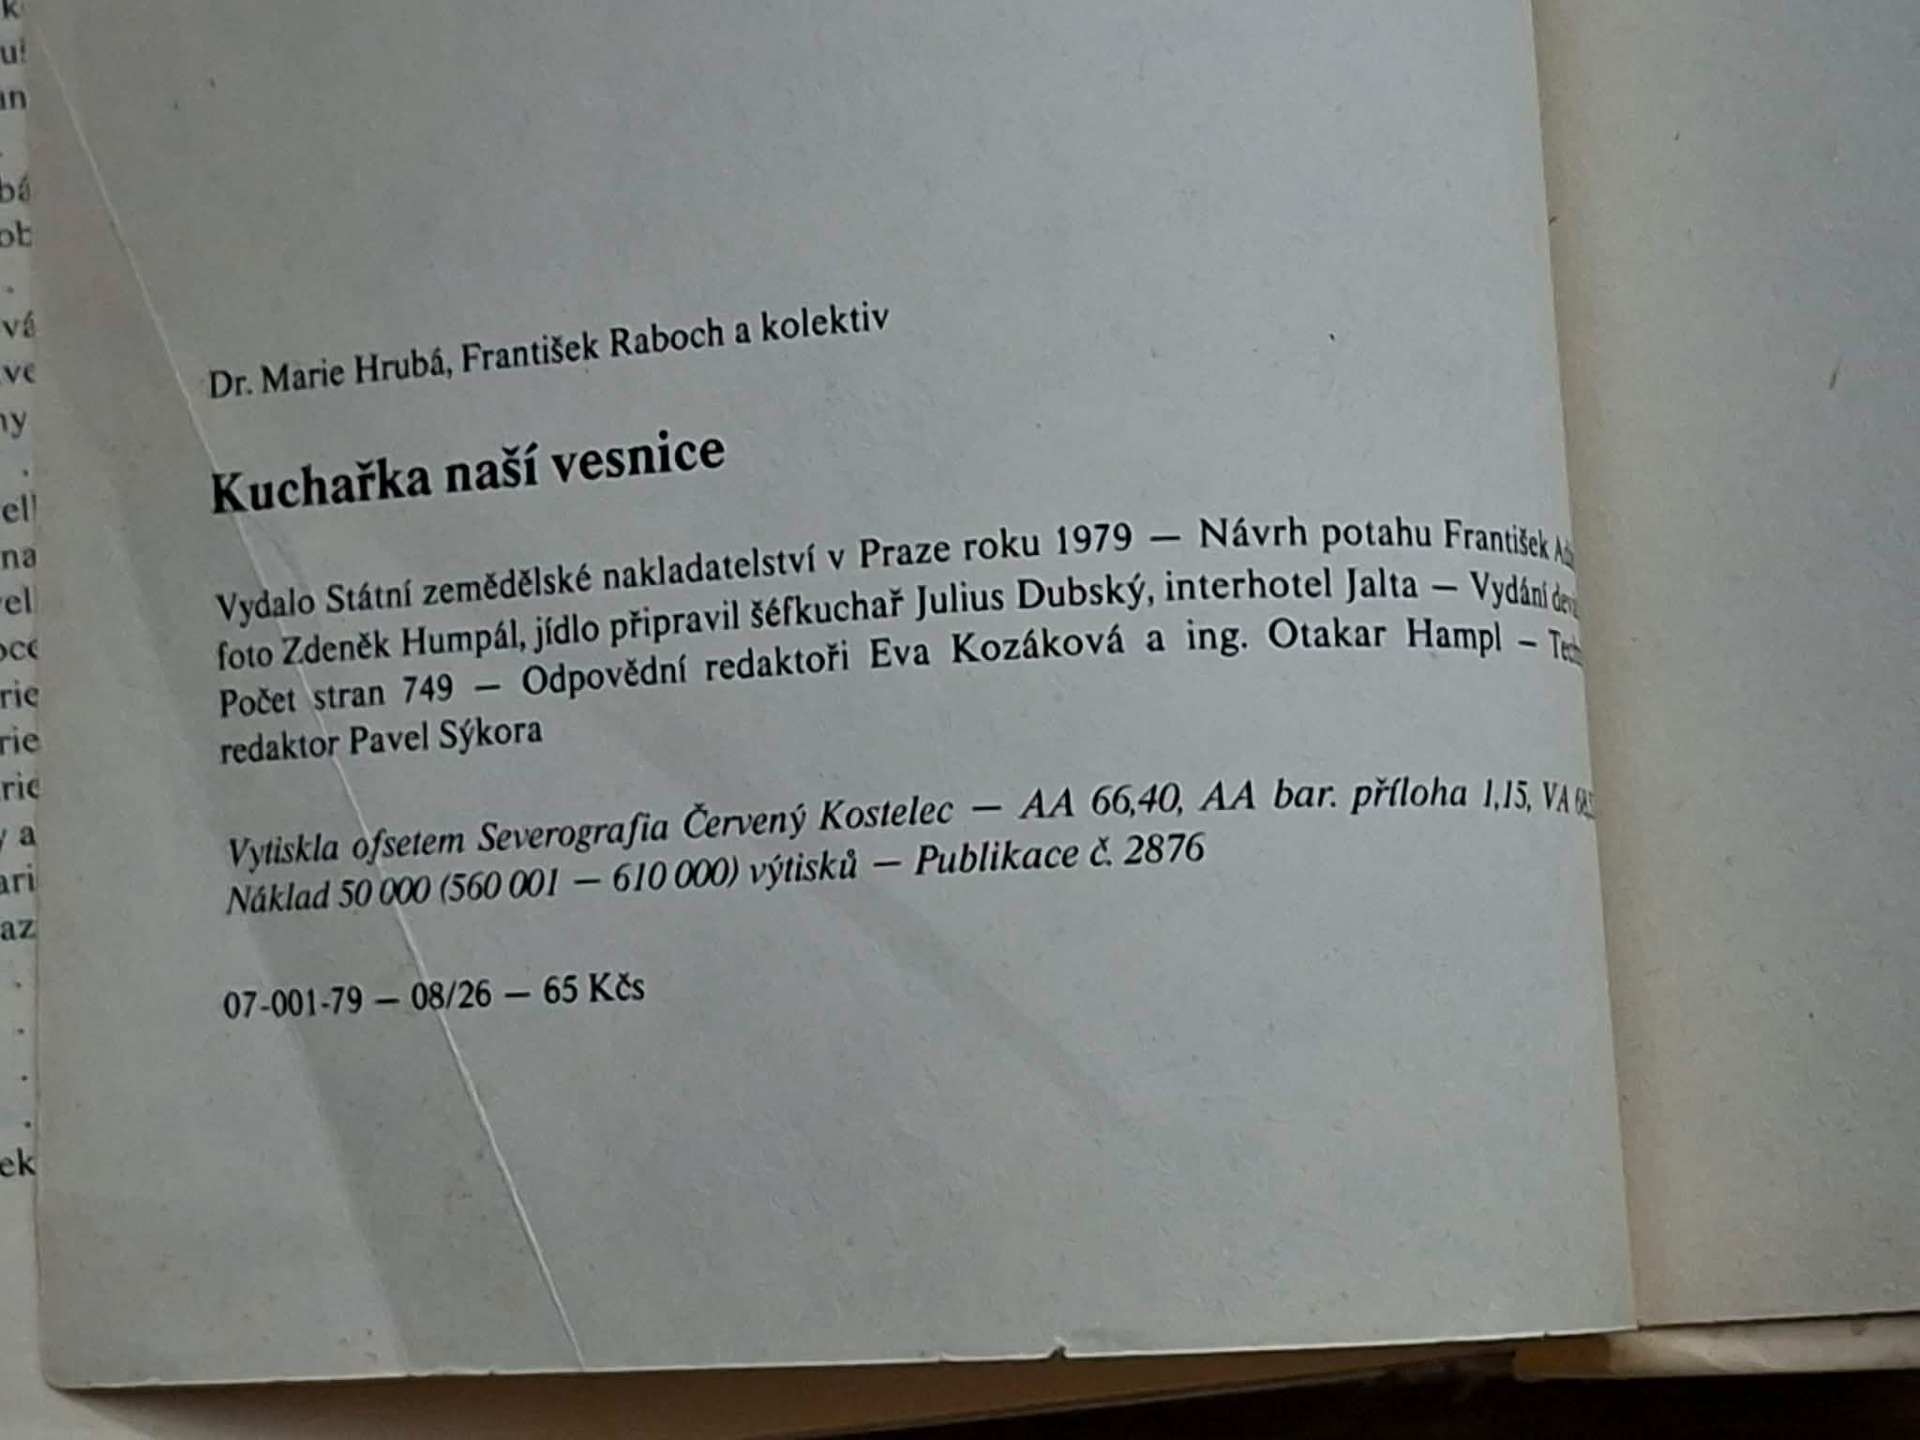 Dr. Marie Hrubá, František Raboch a kolektiv
Kuchařka naší vesnice
Vydalo Státní zemědělské nakladatelství v Praze roku 1979 — Návrh potahu František
foto Zdeněk Humpál, jídlo připravil šéfkuchař Julius Dubský, interhotel Jalta — Vydání
Počet stran 749 — Odpovědní redaktoři Eva Kozáková a ing. Otakar Hampl —
redaktor Pavel Sýkora
Vytiskla ofsetem Severografia Červený Kostelec — AA 66,40, AA bar. příloha 1,15, VA
Náklad 50 000 (560 001 — 610 000) výtisků — Publikace č. 2876
07-001-79 — 08/26 — 65 Kčs